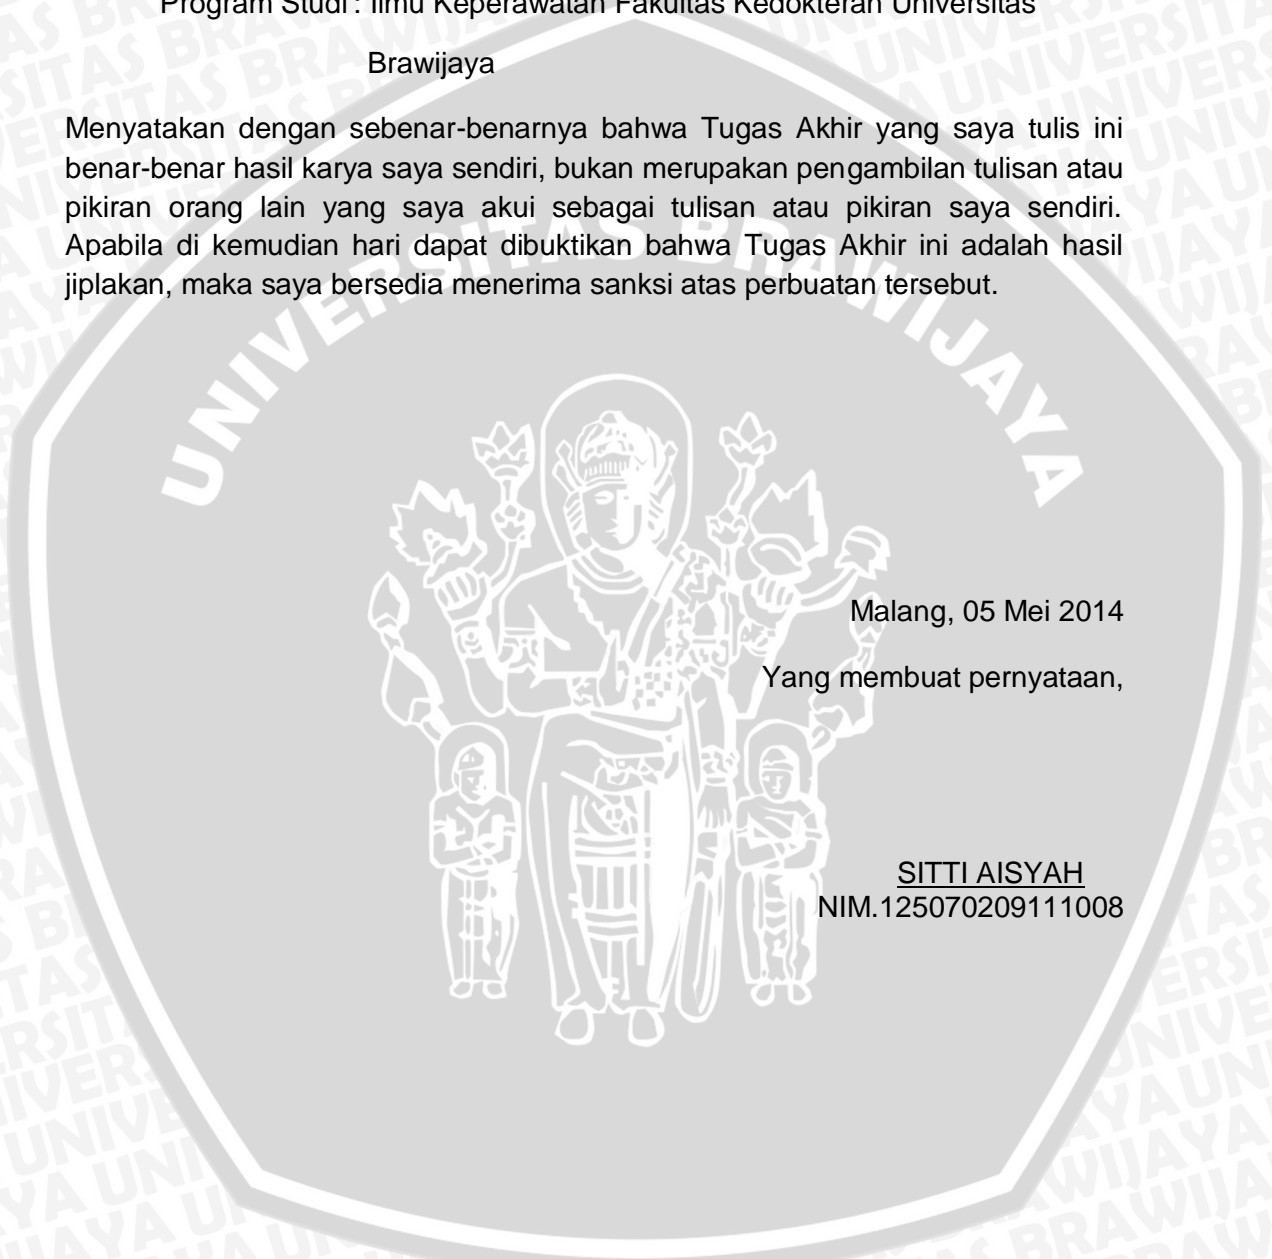 Program Studi : Ilmu Keperawatan Fakultas Kedokteran Universitas
Brawijaya
Menyatakan dengan sebenar-benarnya bahwa Tugas Akhir yang saya tulis ini
benar-benar hasil karya saya sendiri, bukan merupakan pengambilan tulisan atau
pikiran orang lain yang saya akui sebagai tulisan atau pikiran saya sendiri.
Apabila di kemudian hari dapat dibuktikan bahwa Tugas Akhir ini adalah hasil
jiplakan, maka saya bersedia menerima sanksi atas perbuatan tersebut.
UNIVERSITAS BRAWIJAYA
Malang, 05 Mei 2014
Yang membuat pernyataan,
SITTI AISYAH
NIM.125070209111008